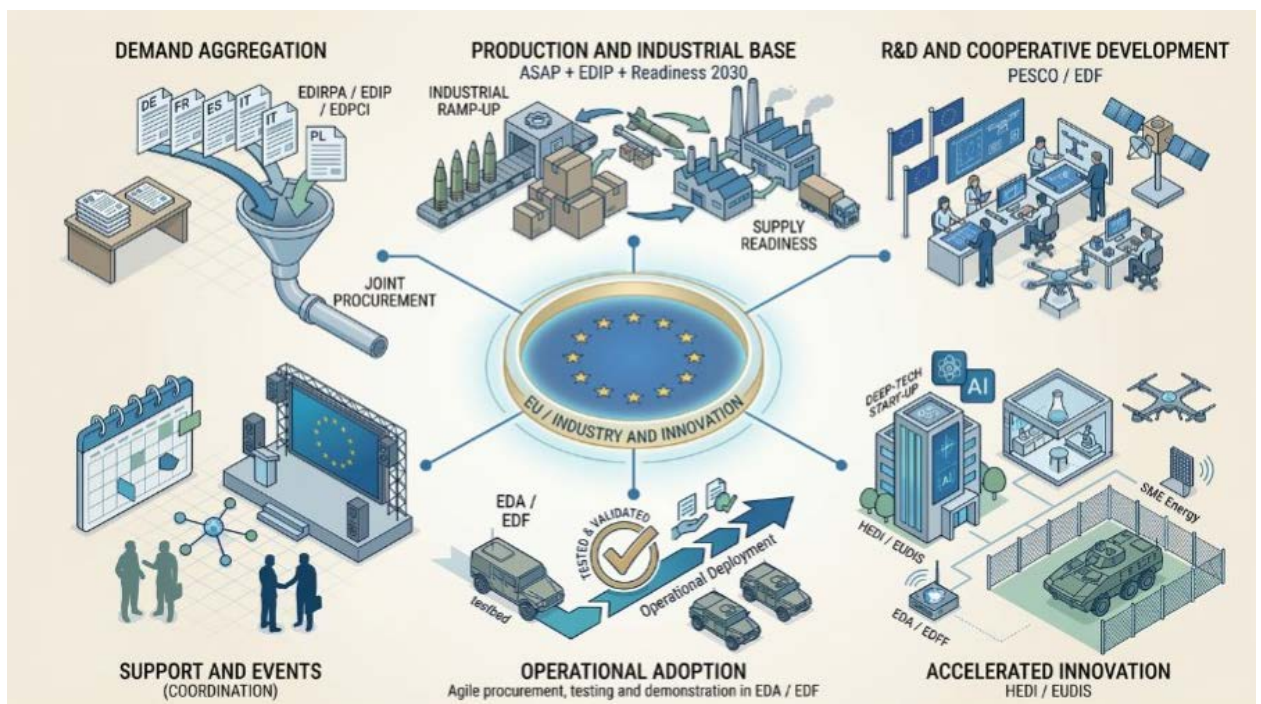 DEMAND AGGREGATION
DE
FR
ES
IT
IT
EDIRPA / EDIP
/ EDPCI
PL
JOINT
PROCUREMENT
PRODUCTION AND INDUSTRIAL BASE
ASAP + EDIP + Readiness 2030
INDUSTRIAL
RAMP-UP
SUPPLY
READINESS
R&D AND COOPERATIVE DEVELOPMENT
PESCO / EDF
EU / INDUSTRY AND INNOVATION
SUPPORT AND EVENTS
(COORDINATION)
EDA /
EDF
TESTED & VALIDATED
testbed
Operational Deployment
OPERATIONAL ADOPTION
Agile procurement, testing and demonstration in EDA / EDF
DEEP-TECH
START-UP
AI
AI
SME Energy
HEDI / EUDIS
EDA / EDFF
ACCELERATED INNOVATION
HEDI / EUDIS